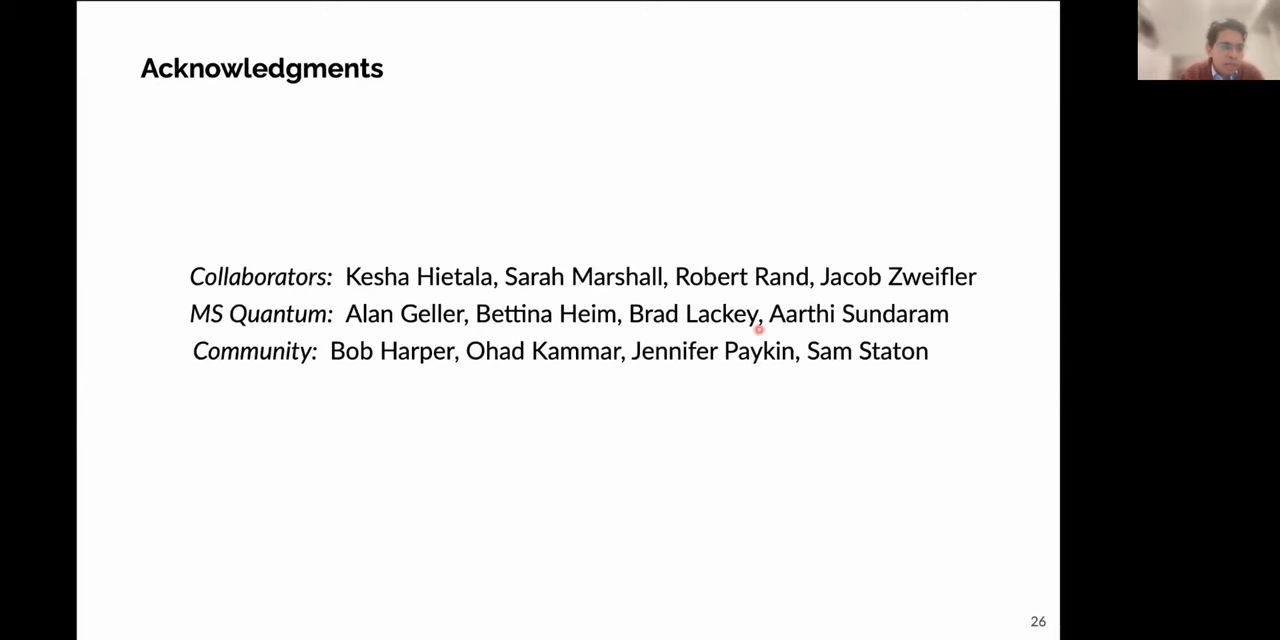 Acknowledgments
Collaborators: Kesha Hietala, Sarah Marshall, Robert Rand, Jacob Zweifler
MS Quantum: Alan Geller, Bettina Heim, Brad Lackey, Aarthi Sundaram
Community: Bob Harper, Ohad Kammar, Jennifer Paykin, Sam Staton
26